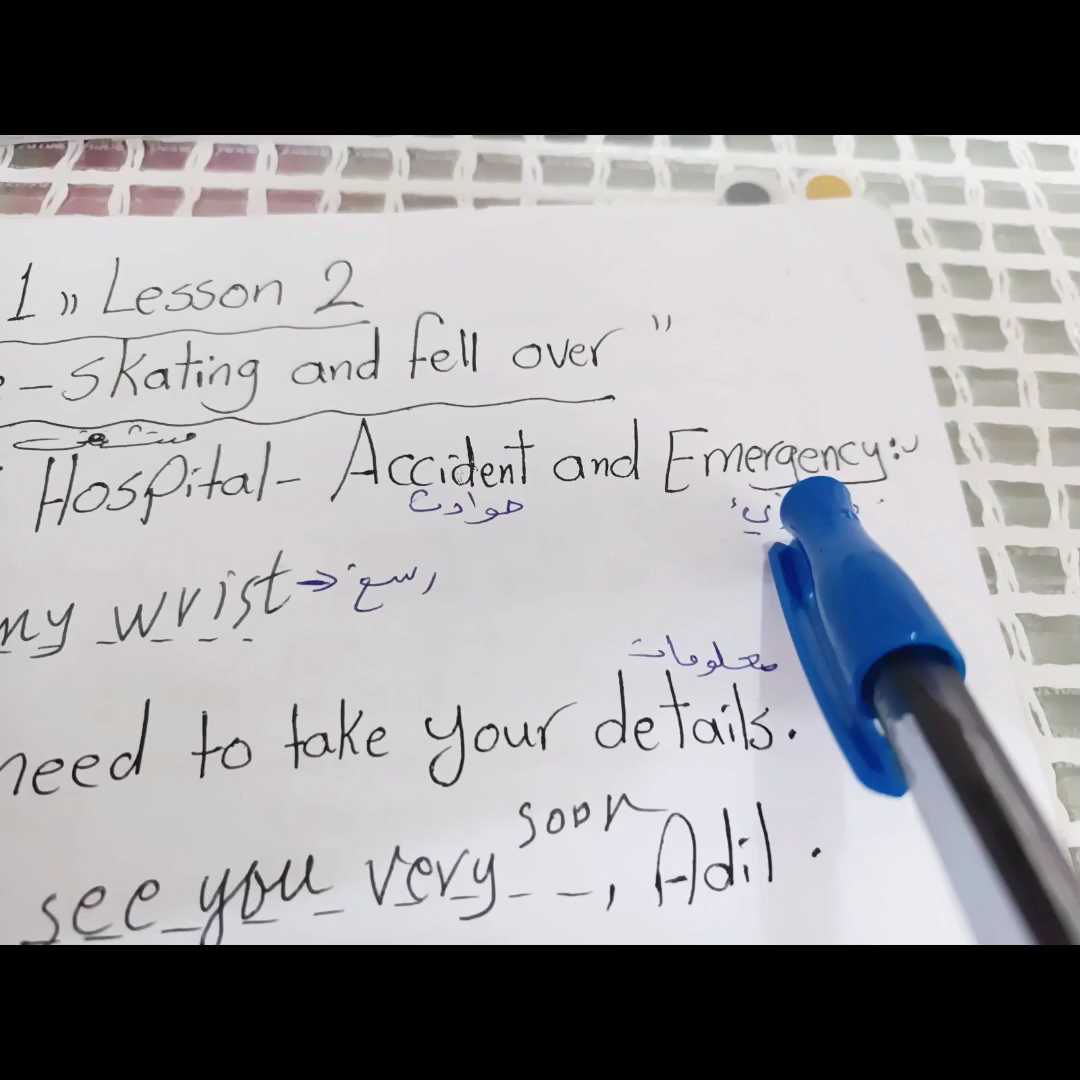 1 » Lesson 2
- skating and fell over "
مستشفى
Hospital - Accident and Emergency:
حوادث
my wrist → رسغ
معلومات
need to take your details.
soon
see you very _ _, Adil.